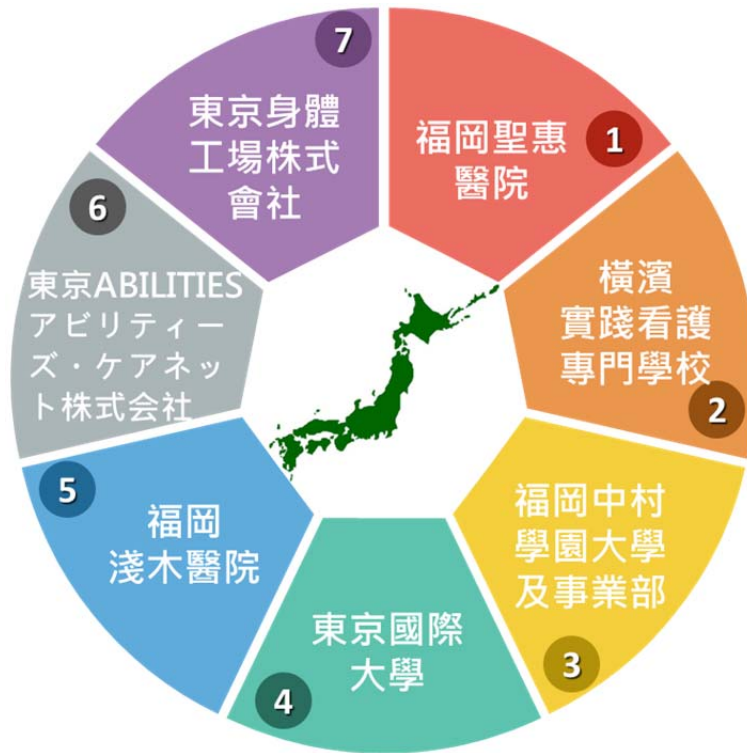 1
福岡聖惠
醫院
2
橫濱
實踐看護
專門學校
3
福岡中村
學園大學
及事業部
4
東京國際
大學
5
福岡
淺木醫院
6
東京ABILITIES
アビリティー
ズ・ケアネッ
ト株式会社
7
東京身體
工場株式
會社